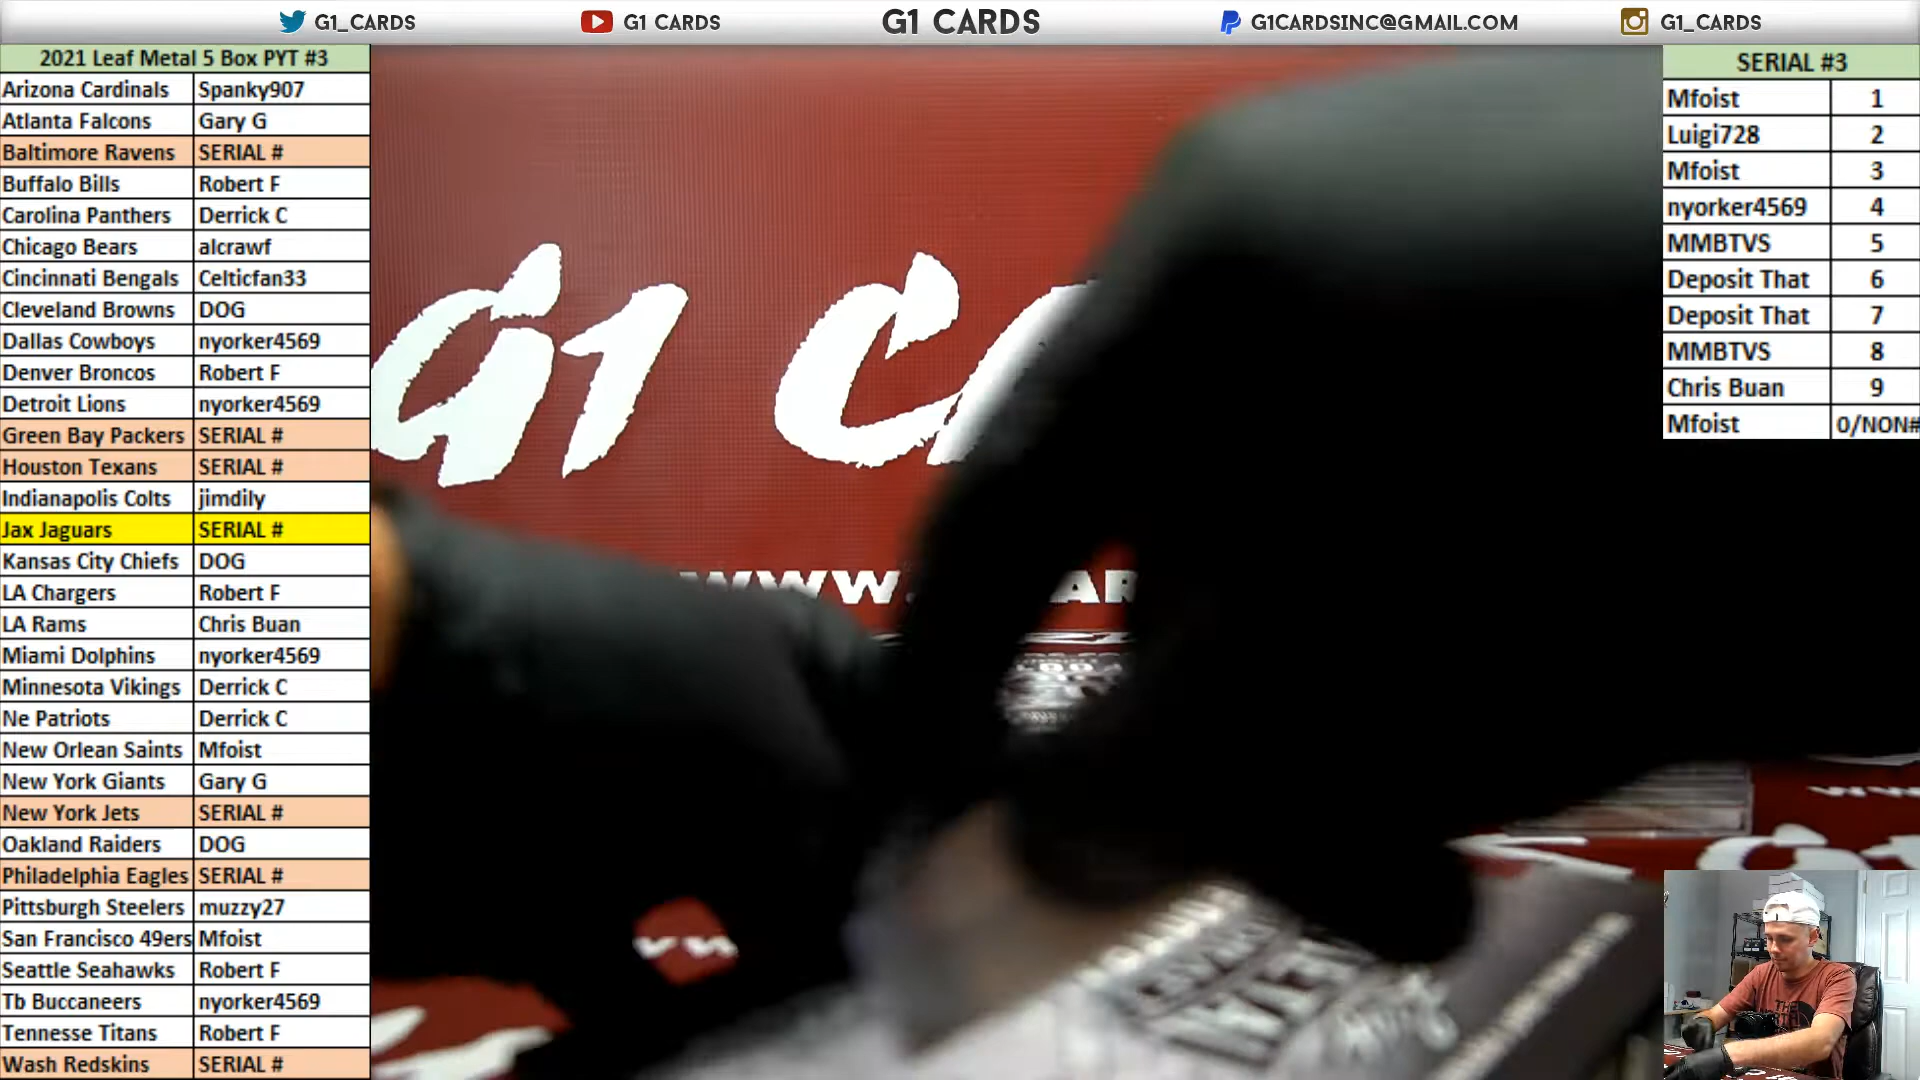 G1_CARDS
G1 CARDS
G1 CARDS
G1CARDSINC@GMAIL.COM
G1_CARDS
2021 Leaf Metal 5 Box PYT #3
Arizona Cardinals Spanky907
Atlanta Falcons Gary G
Baltimore Ravens SERIAL #
Buffalo Bills Robert F
Carolina Panthers Derrick C
Chicago Bears alcrawf
Cincinnati Bengals Celticfan33
Cleveland Browns DOG
Dallas Cowboys nyorker4569
Denver Broncos Robert F
Detroit Lions nyorker4569
Green Bay Packers SERIAL #
Houston Texans SERIAL #
Indianapolis Colts jimdily
Jax Jaguars SERIAL #
Kansas City Chiefs DOG
LA Chargers Robert F
LA Rams Chris Buan
Miami Dolphins nyorker4569
Minnesota Vikings Derrick C
Ne Patriots Derrick C
New Orlean Saints Mfoist
New York Giants Gary G
New York Jets SERIAL #
Oakland Raiders DOG
Philadelphia Eagles SERIAL #
Pittsburgh Steelers muzzy27
San Francisco 49ers Mfoist
Seattle Seahawks Robert F
Tb Buccaneers nyorker4569
Tennesse Titans Robert F
Wash Redskins SERIAL #
SERIAL #3
Mfoist 1
Luigi728 2
Mfoist 3
nyorker4569 4
MMBTVS 5
Deposit That 6
Deposit That 7
MMBTVS 8
Chris Buan 9
Mfoist 0/NON#
G1 C
WWW.
AR
THE